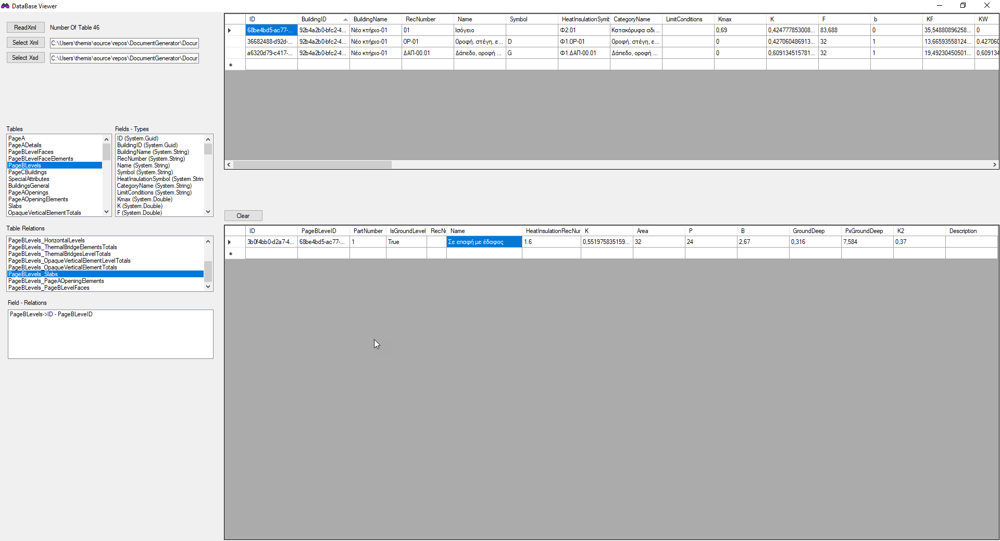 DataBase Viewer
ReadXml Number Of Table 46
Select Xml C:\Users\themis\source\repos\DocumentGenerator\Docur
Select Xsd C:\Users\themis\source\repos\DocumentGenerator\Docur
ID BuildingID BuildingName RecNumber Name Symbol HeatInsulationSymb CategoryName LimitConditions Kmax K F b KF KW
68be4bd5-ac77-... 92b4a2b0-bfc2-4... Νέο κτήριο-01 01 Ισόγειο Φ2.01 Κατακόρυφα αδι... 0,69 0,424777853008... 83,688 0 35,54880896258... 0
36682488-d92d-... 92b4a2b0-bfc2-4... Νέο κτήριο-01 ΟΡ-01 Οροφή, στέγη, ε... D Φ1.ΟΡ-01 Οροφή, στέγη, ε... 0 0,427060486913... 32 1 13,66593558124... 0,427060
a6320d79-c417-... 92b4a2b0-bfc2-4... Νέο κτήριο-01 ΔΑΠ-00.01 Δάπεδο, οροφή ... G Φ1.ΔΑΠ-00.01 Δάπεδο, οροφή ... 0 0,609134515781... 32 1 19,49230450501... 0,609134
Tables
PageA
PageADetails
PageBLevelFaces
PageBLevelFaceElements
PageBLevels
PageCBuildings
SpecialAttributes
BuildingsGeneral
PageAOpenings
PageAOpeningElements
Slabs
OpaqueVerticalElementTotals
Fields - Types
ID (System.Guid)
BuildingID (System.Guid)
BuildingName (System.String)
RecNumber (System.String)
Name (System.String)
Symbol (System.String)
HeatInsulationSymbol (System.Strin
CategoryName (System.String)
LimitConditions (System.String)
Kmax (System.Double)
K (System.Double)
F (System.Double)
Table Relations
PageBLevels_HorizontalLevels
PageBLevels_ThermalBridgeElementsTotals
PageBLevels_ThermalBridgesLevelTotals
PageBLevels_OpaqueVerticalElementLevelTotals
PageBLevels_OpaqueVerticalElementTotals
PageBLevels_Slabs
PageBLevels_PageAOpeningElements
PageBLevels_PageBLevelFaces
Field - Relations
PageBLevels->ID - PageBLeveID
Clear
ID PageBLeveID PartNumber IsGroundLevel RecNu Name HeatInsulationRecNur K Area P B GroundDeep PxGroundDeep K2 Description
3b0f4bb0-d2a7-4... 68be4bd5-ac77-... 1 True Σε επαφή με έδαφος 1.6 0,551975835159... 32 24 2,67 0,316 7,584 0,37